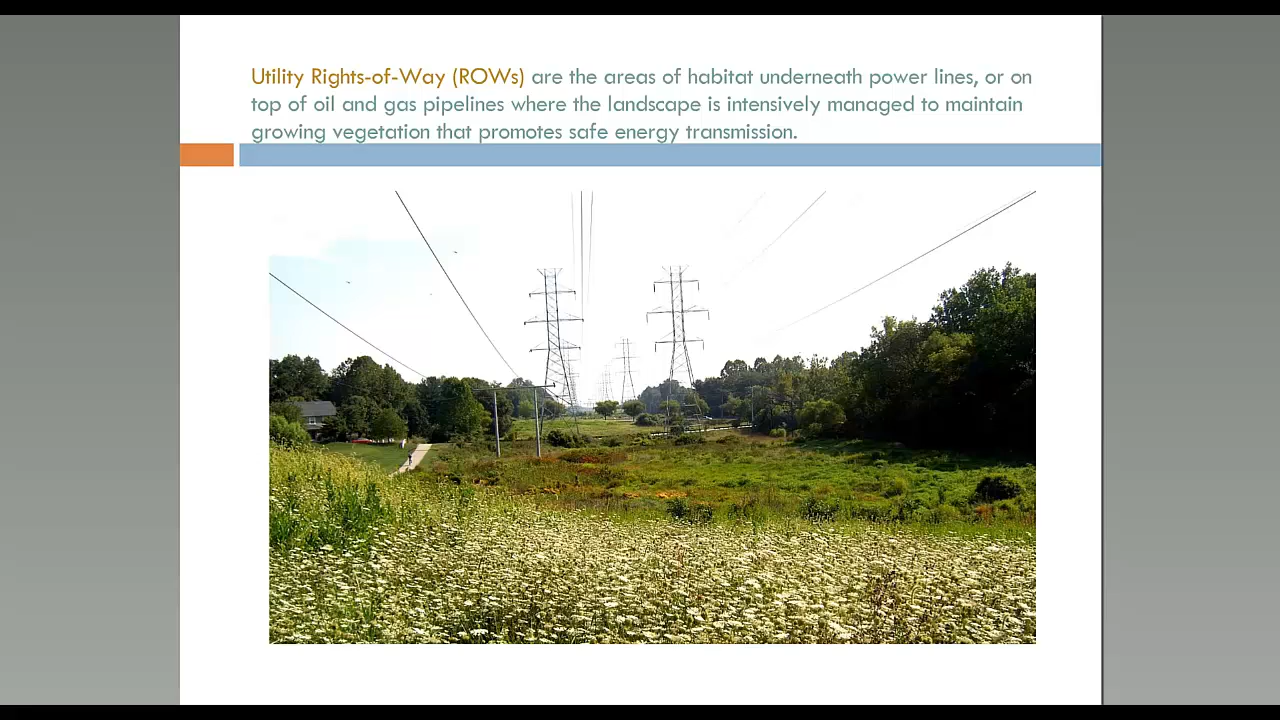 Utility Rights-of-Way (ROWs) are the areas of habitat underneath power lines, or on
top of oil and gas pipelines where the landscape is intensively managed to maintain
growing vegetation that promotes safe energy transmission.